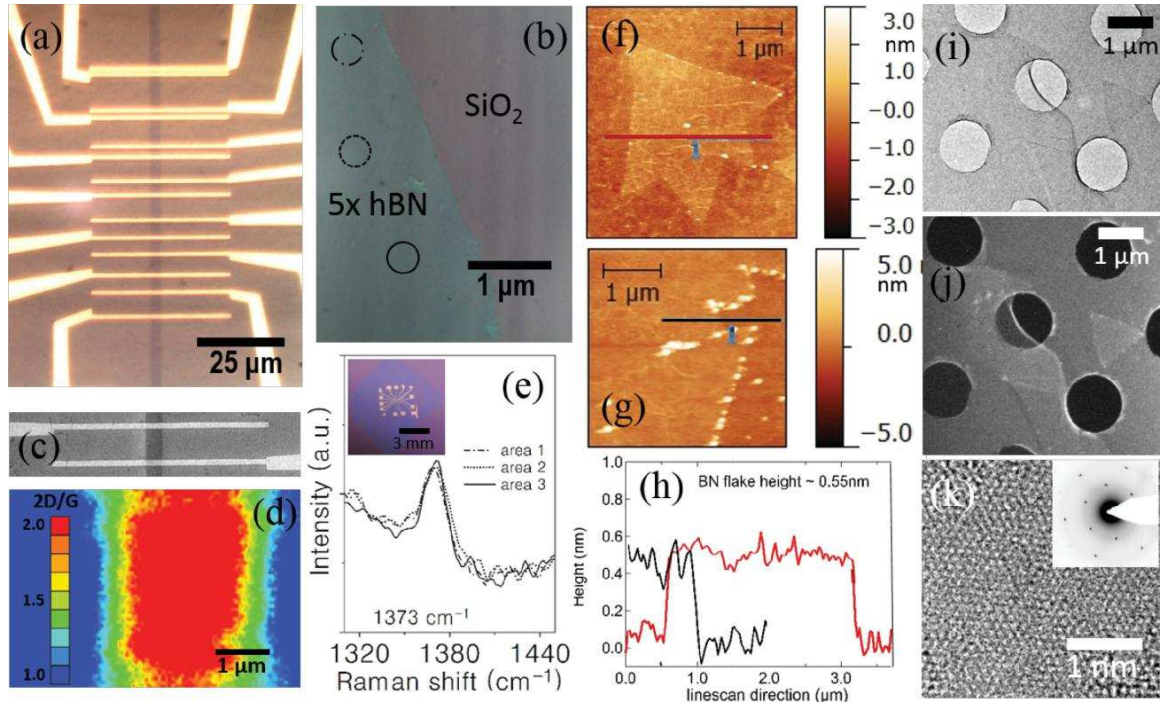 (a)
25 µm
(b)
SiO2
5x hBN
1 µm
(c)
(d)
2D/G
2.0
1.5
1.0
1 µm
(e)
3 mm
area 1
area 2
area 3
1373 cm⁻¹
Intensity (a.u.)
1320 1380 1440
Raman shift (cm⁻¹)
(f)
1 µm
3.0
nm
1.0
-0.0
-1.0
-2.0
-3.0
(g)
1 µm
5.0
nm
0.0
-5.0
(h)
BN flake height ~ 0.55nm
Height (nm)
1.0
0.8
0.6
0.4
0.2
0.0
0.0 1.0 2.0 3.0
linescan direction (µm)
(i)
1 µm
(j)
1 µm
(k)
1 nm